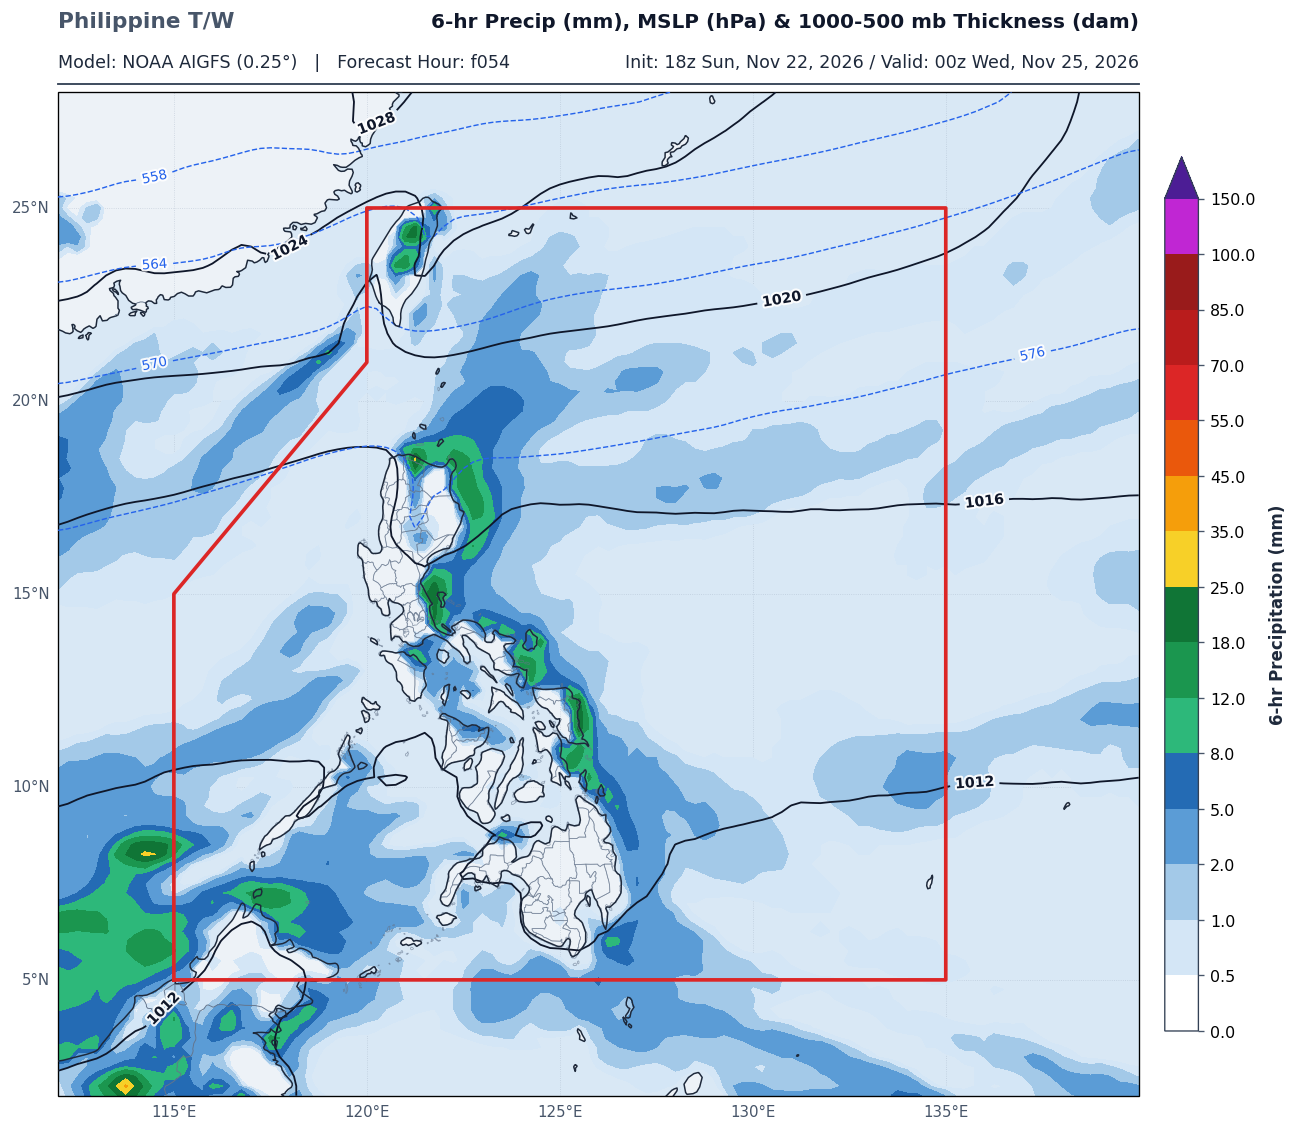 Philippine T/W
6-hr Precip (mm), MSLP (hPa) & 1000-500 mb Thickness (dam)
Model: NOAA AIGFS (0.25°) | Forecast Hour: f054
Init: 18z Sun, Nov 22, 2026 / Valid: 00z Wed, Nov 25, 2026
1028
558
1024
564
1020
570
576
1016
1012
1012
25°N
20°N
15°N
10°N
5°N
115°E
120°E
125°E
130°E
135°E
150.0
100.0
85.0
70.0
55.0
45.0
35.0
25.0
18.0
12.0
8.0
5.0
2.0
1.0
0.5
0.0
6-hr Precipitation (mm)